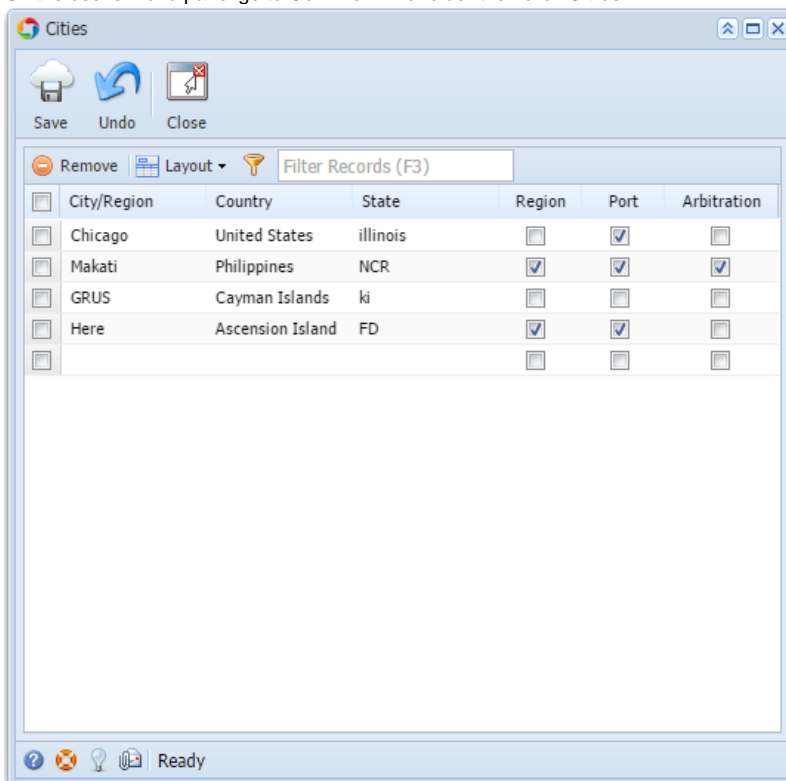 Cities
Save Undo Close
Remove Layout Filter Records (F3)
City/Region Country State Region Port Arbitration
Chicago United States illinois
Makati Philippines NCR
GRUS Cayman Islands ki
Here Ascension Island FD
Ready